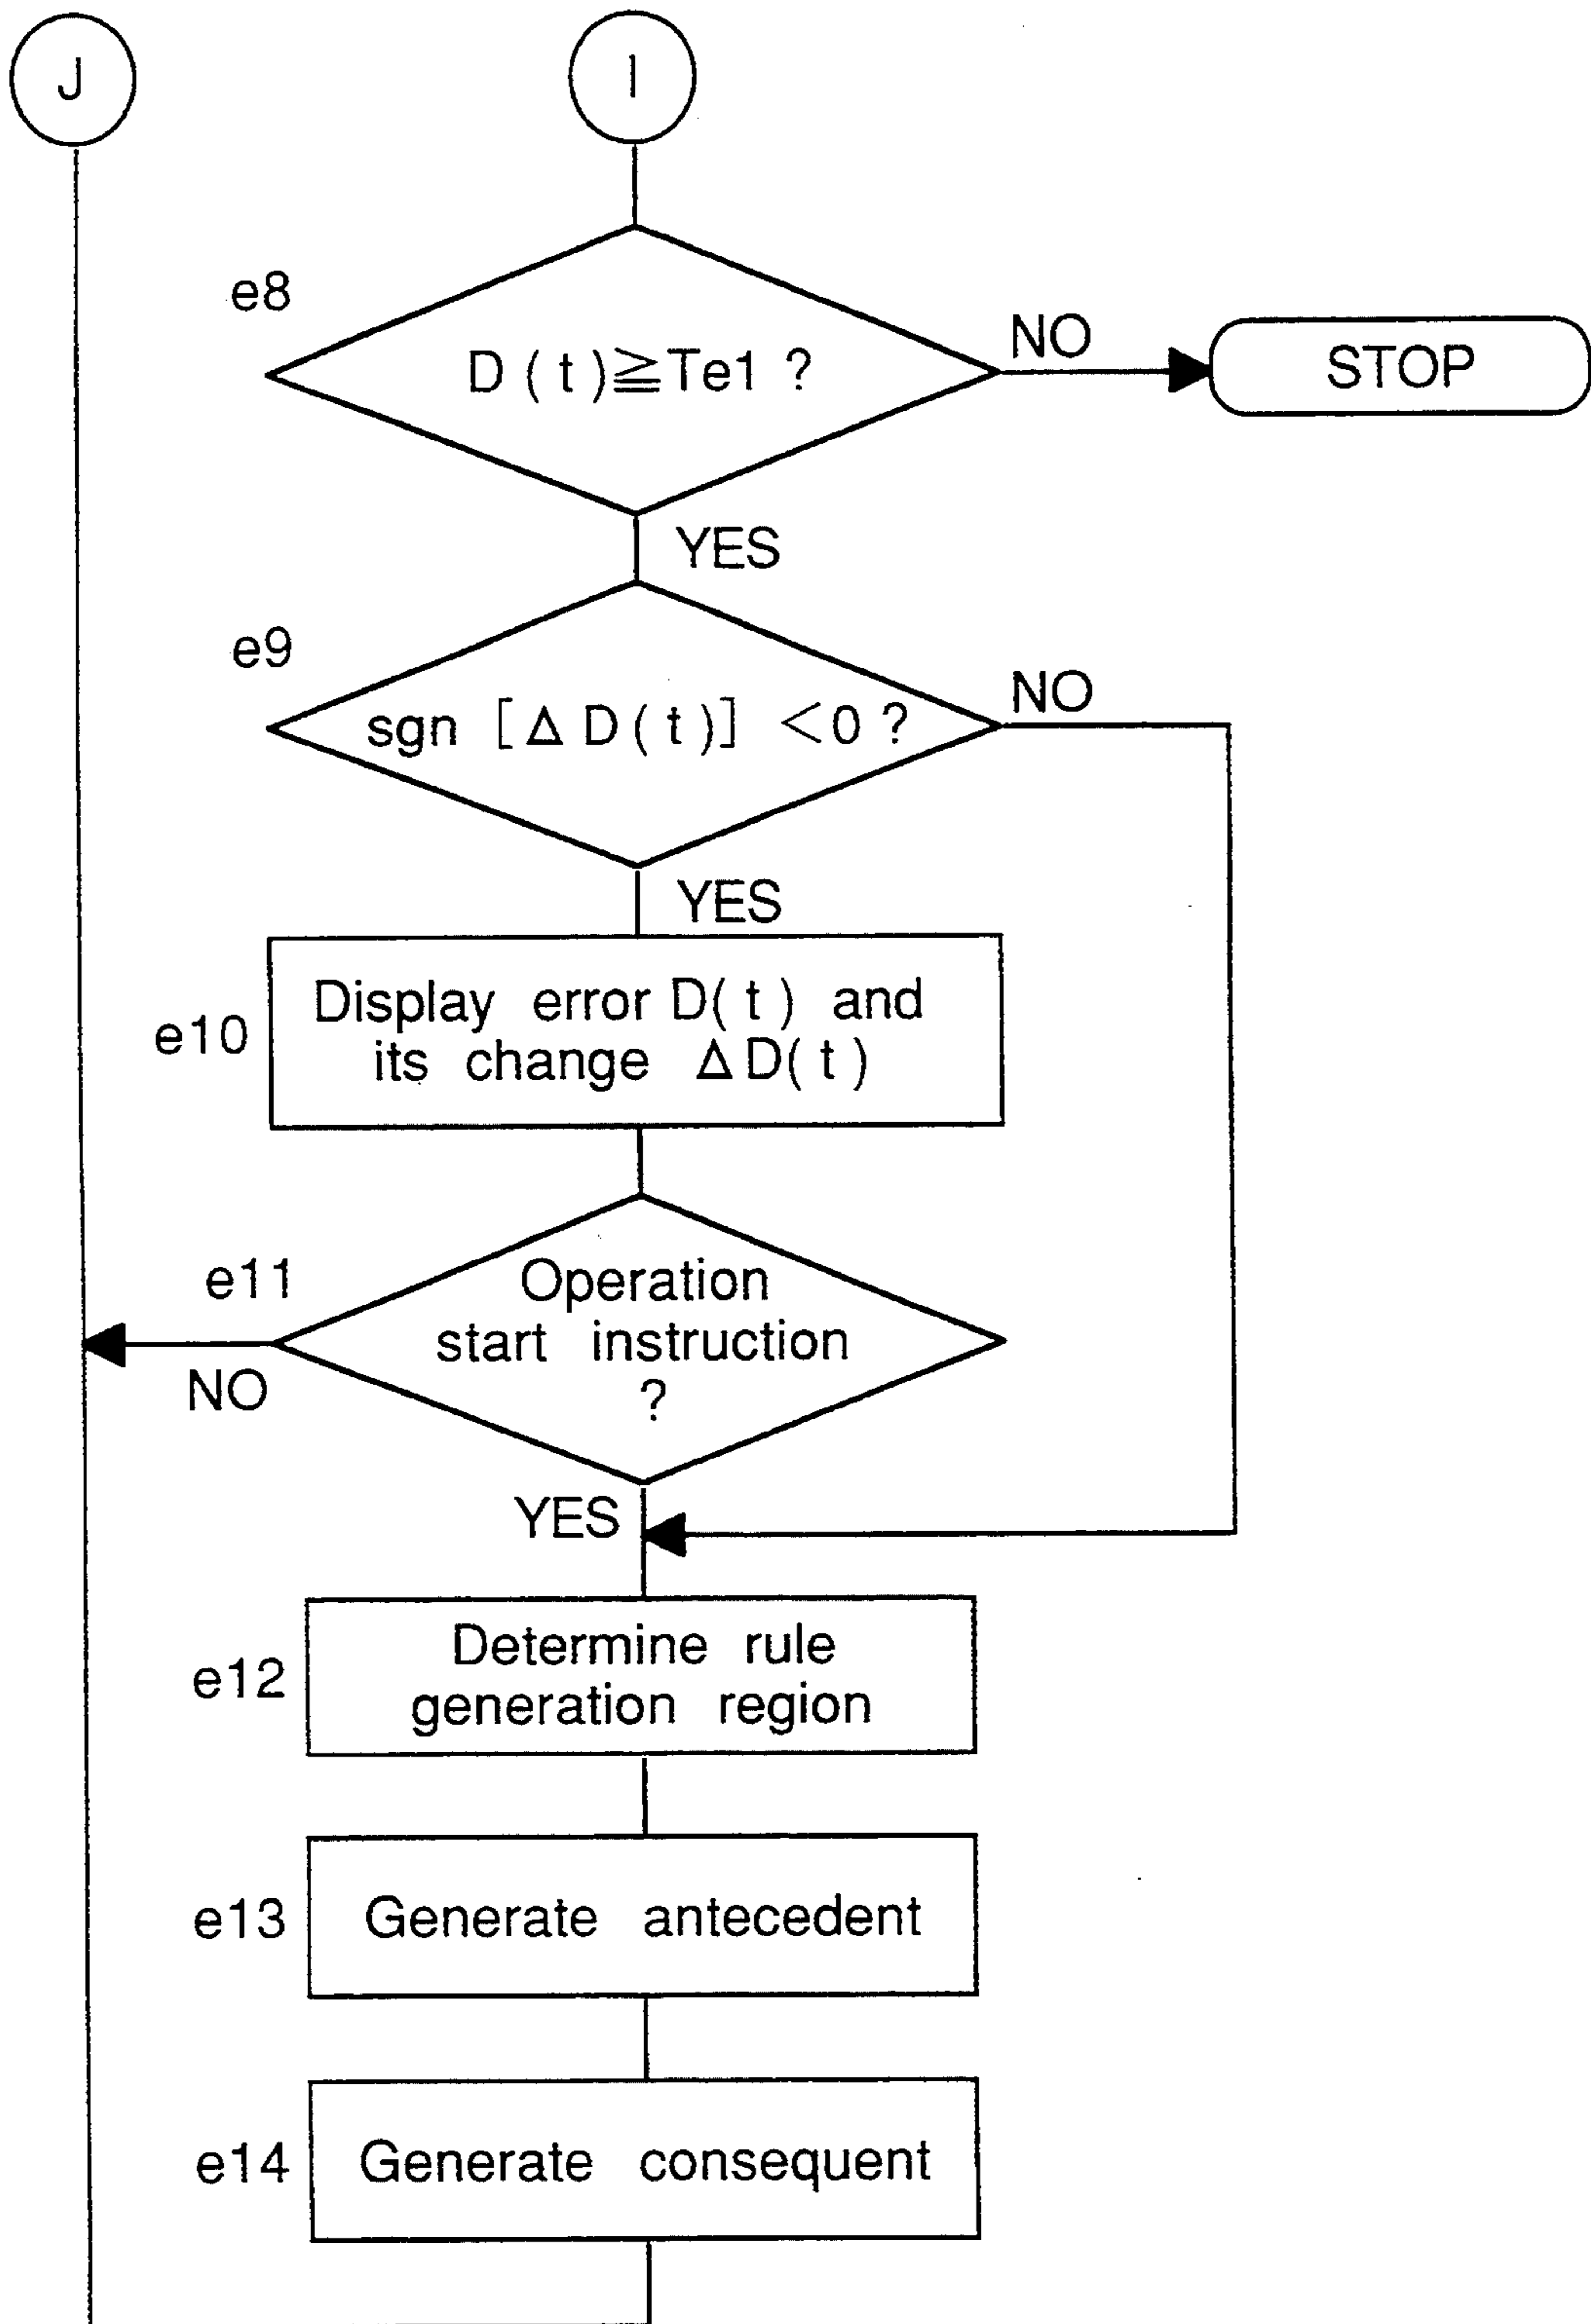 J
I
e8
D (t)≧Te1 ?
NO
STOP
YES
e9
sgn [Δ D(t)] <0 ?
NO
YES
e10
Display error D(t) and
its change ΔD(t)
e11
Operation
start instruction
?
NO
YES
e12
Determine rule
generation region
e13
Generate antecedent
e14
Generate consequent